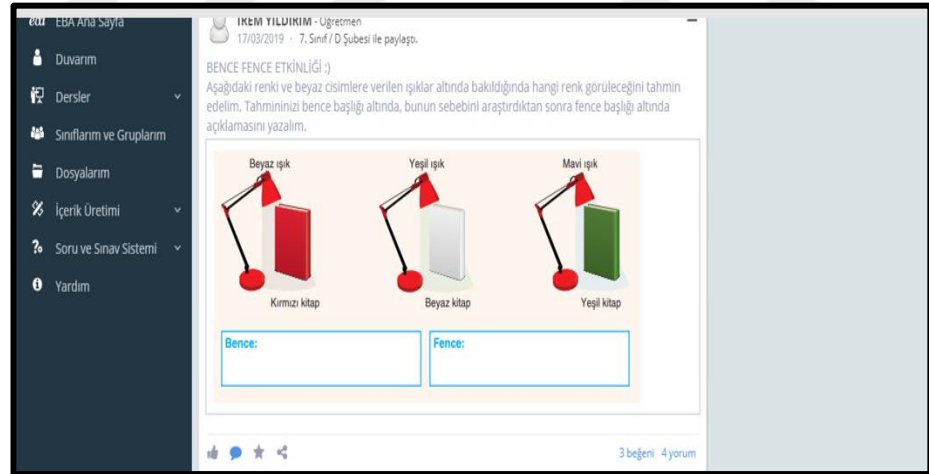 eba EBA Ana Sayfa
Duvarım
Dersler
Sınıflarım ve Gruplarım
Dosyalarım
İçerik Üretimi
Soru ve Sınav Sistemi
Yardım
İREM YILDIRIM - Öğretmen
17/03/2019 - 7. Sınıf / D Şubesi ile paylaştı.
BENCE FENCE ETKİNLİĞİ :)
Aşağıdaki renki ve beyaz cisimlere verilen ışıklar altında bakıldığında hangi renk görüleceğini tahmin
edelim. Tahmininizi bence başlığı altında, bunun sebebini araştırdıktan sonra fence başlığı altında
açıklamasını yazalım.
Beyaz ışık Yeşil ışık Mavi ışık
Kırmızı kitap Beyaz kitap Yeşil kitap
Bence: Fence:
3 beğeni 4 yorum